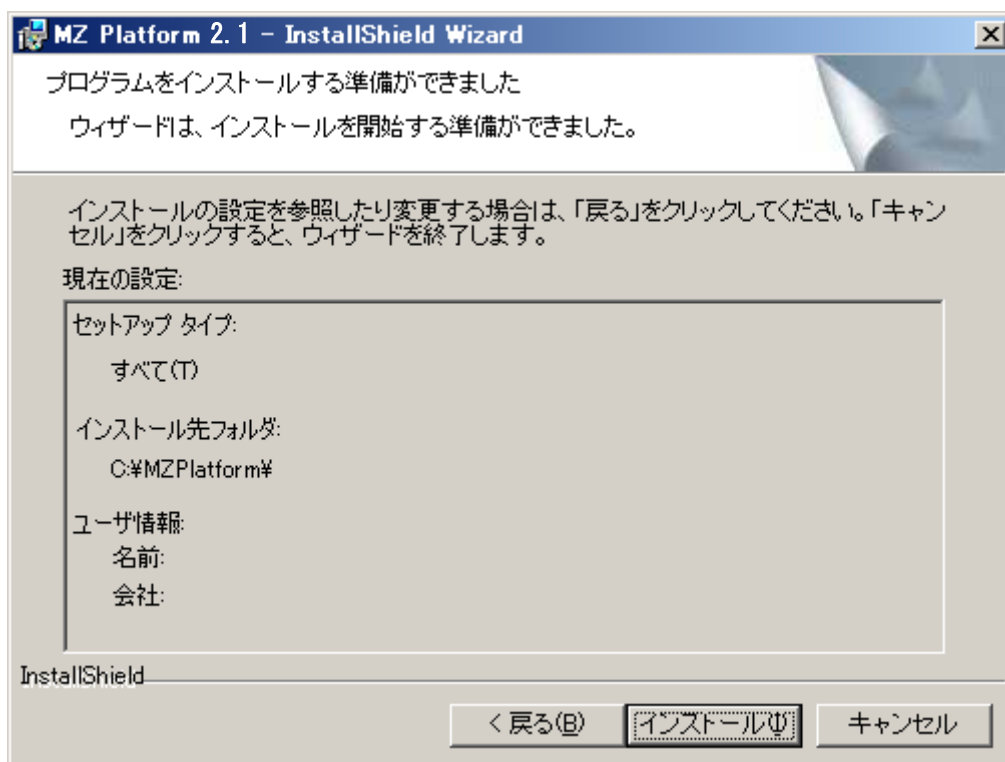 MZ Platform 2.1 - InstallShield Wizard
プログラムをインストールする準備ができました
ウィザードは、インストールを開始する準備ができました。
インストールの設定を参照したり変更する場合は、「戻る」をクリックしてください。「キャン
セル」をクリックすると、ウィザードを終了します。
現在の設定:
セットアップ タイプ:
すべて(T)
インストール先フォルダ:
C:¥MZPlatform¥
ユーザ情報:
名前:
会社:
InstallShield
< 戻る(B) インストール(I) キャンセル